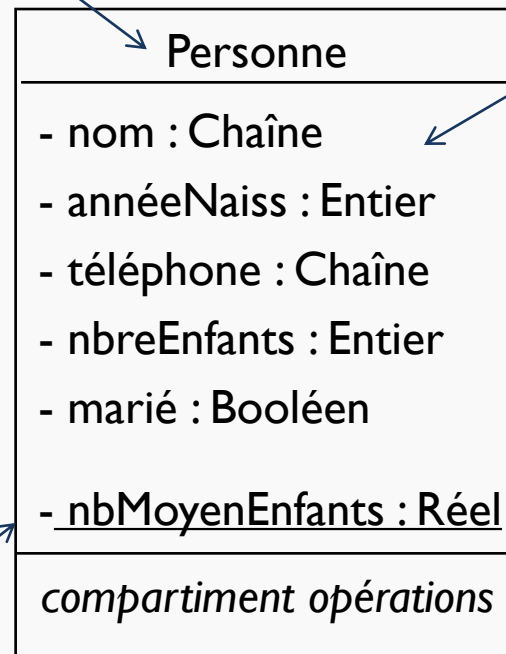 Personne
- nom : Chaîne
- annéeNaiss : Entier
- téléphone : Chaîne
- nbreEnfants : Entier
- marié : Booléen
- nbMoyenEnfants : Réel
compartiment opérations